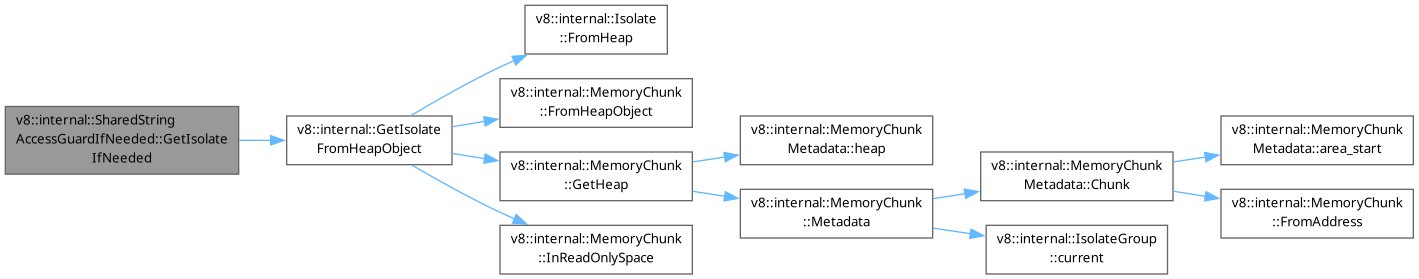 v8::internal::SharedString
AccessGuardIfNeeded::GetIsolate
IfNeeded
v8::internal::GetIsolate
FromHeapObject
v8::internal::Isolate
::FromHeap
v8::internal::MemoryChunk
::FromHeapObject
v8::internal::MemoryChunk
::GetHeap
v8::internal::MemoryChunk
::InReadOnlySpace
v8::internal::MemoryChunk
Metadata::heap
v8::internal::MemoryChunk
::Metadata
v8::internal::MemoryChunk
Metadata::Chunk
v8::internal::IsolateGroup
::current
v8::internal::MemoryChunk
Metadata::area_start
v8::internal::MemoryChunk
::FromAddress